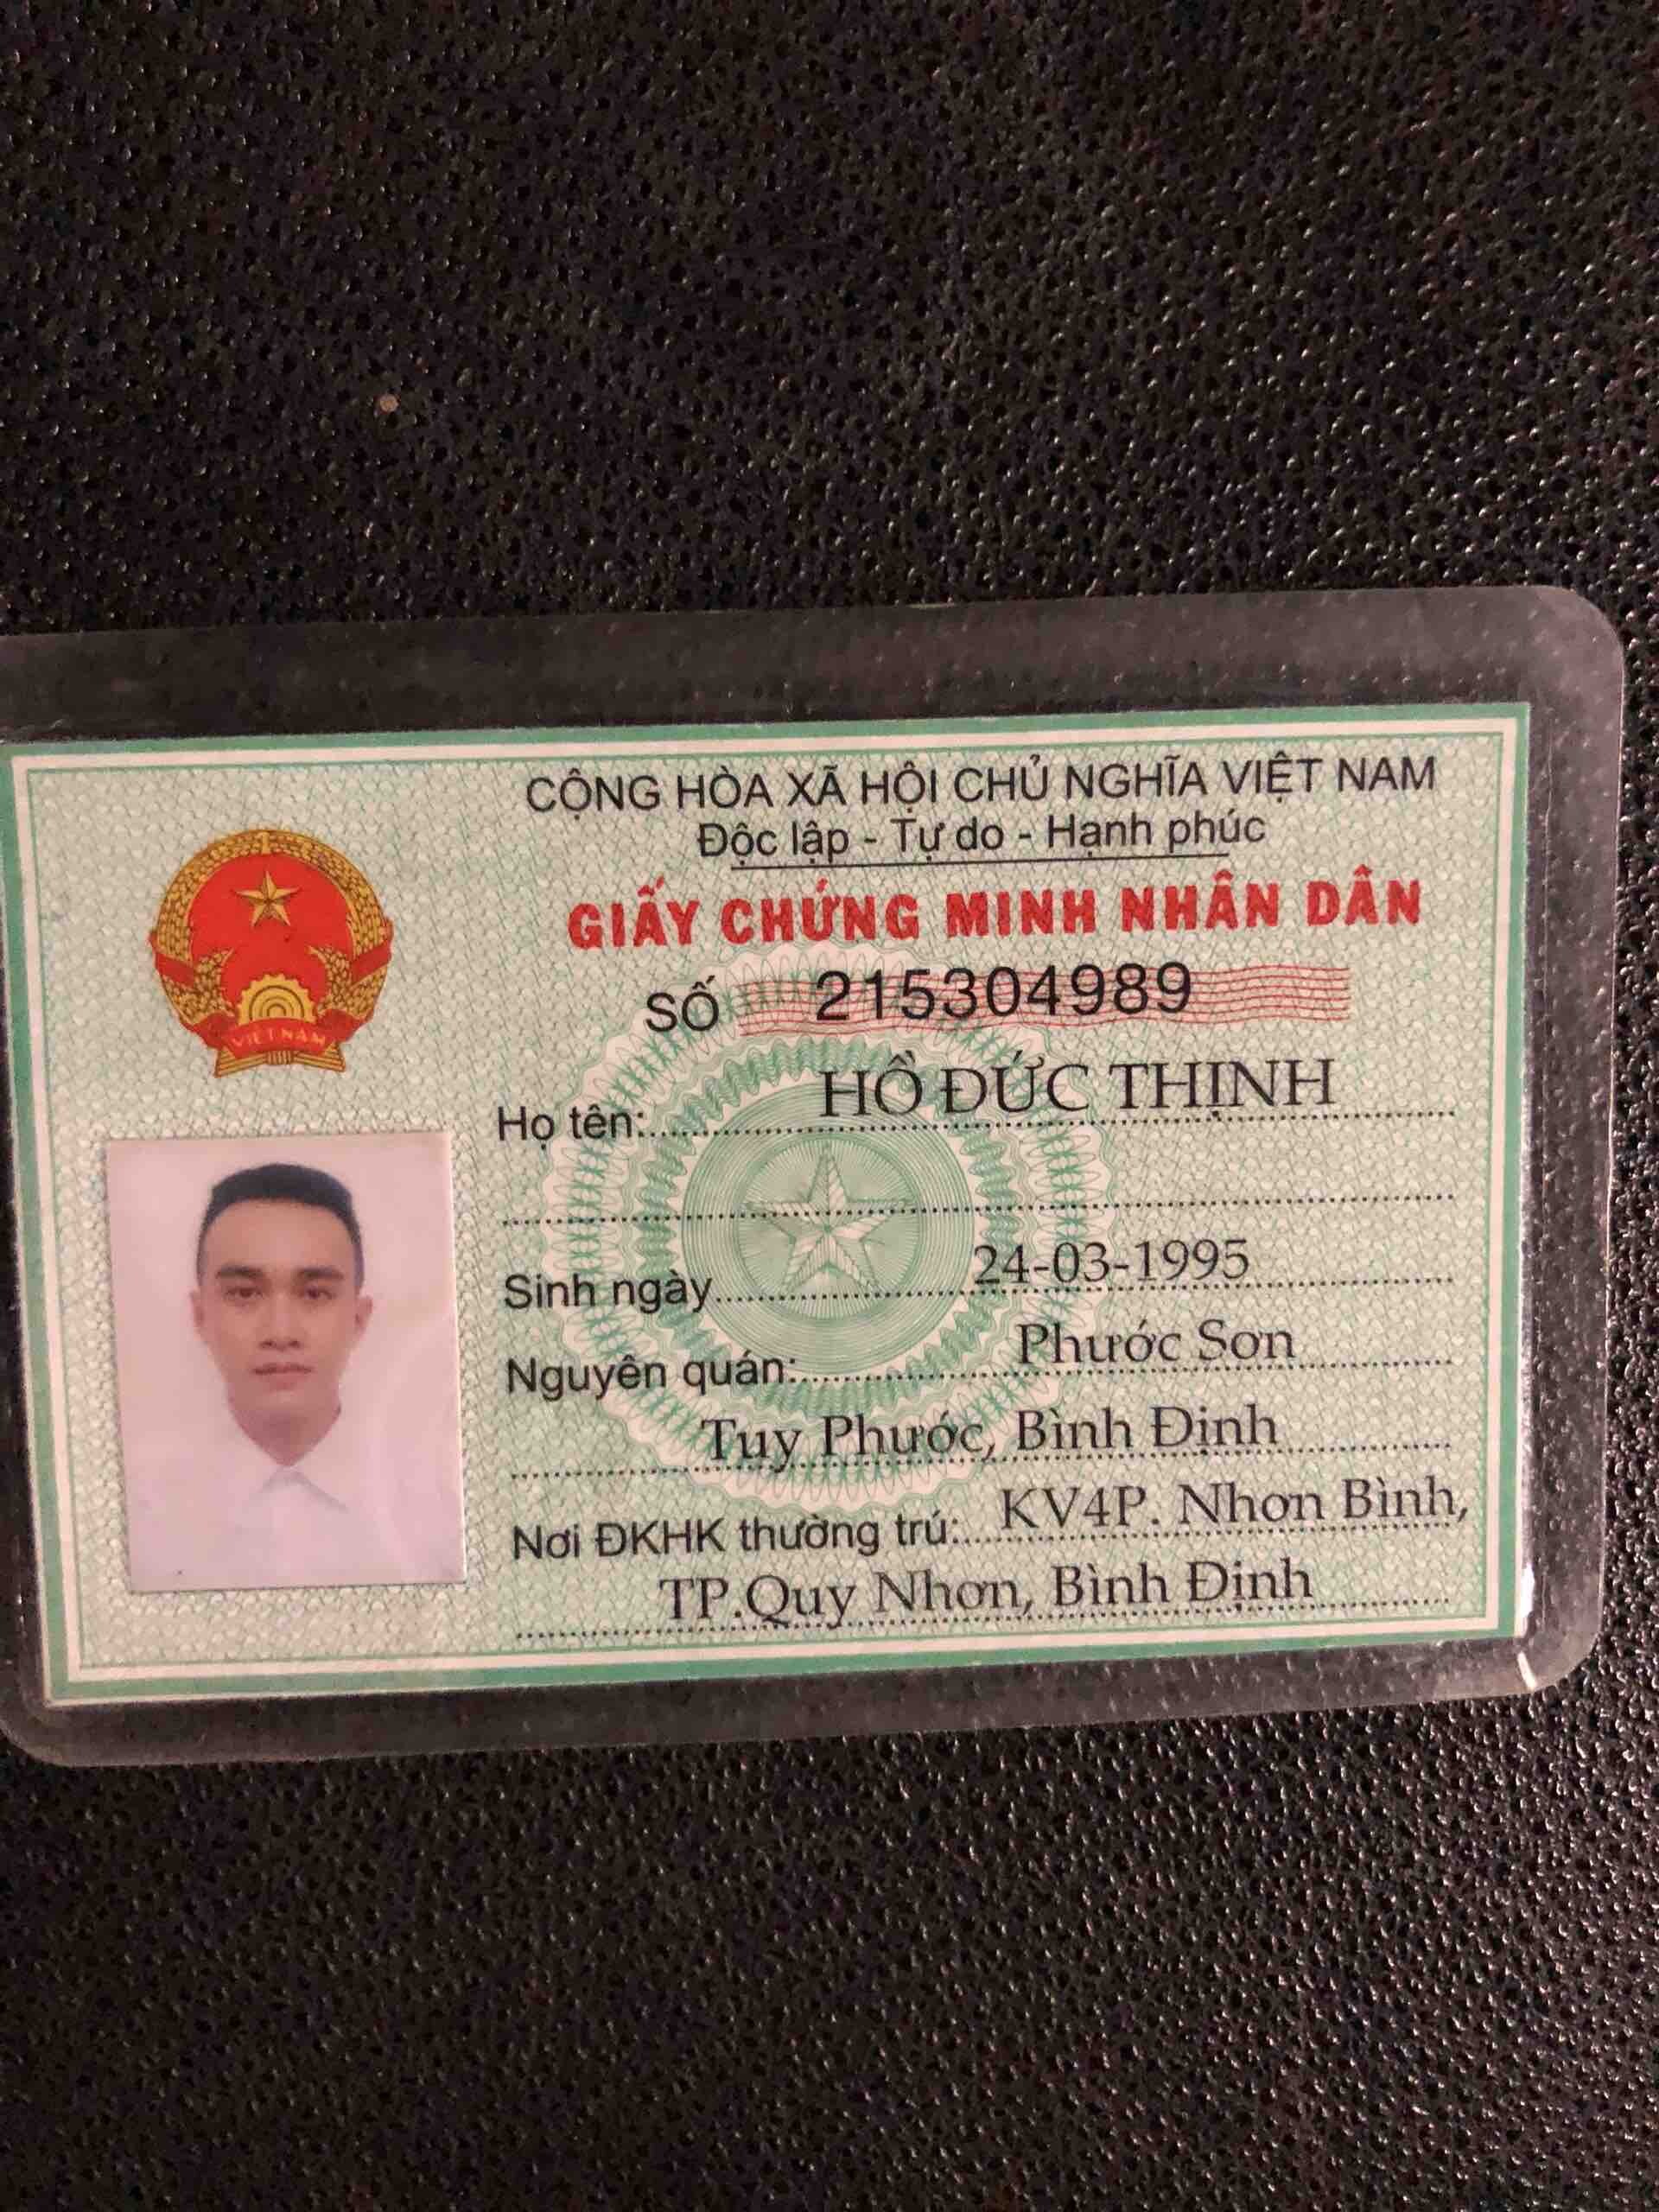 CỘNG HÒA XÃ HỘI CHỦ NGHĨA VIỆT NAM
Độc lập - Tự do - Hạnh phúc
GIẤY CHỨNG MINH NHÂN DÂN
SỐ 215304989
VIỆT NAM
Họ tên: HỒ ĐỨC THỊNH
Sinh ngày 24-03-1995
Nguyên quán: Phước Sơn
Tuy Phước, Bình Định
Nơi ĐKHK thường trú: KV4P. Nhơn Bình,
TP.Quy Nhơn, Bình Định